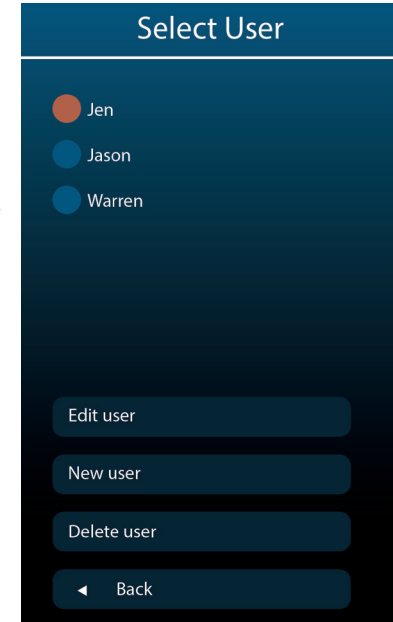 Select User
Jen
Jason
Warren
Edit user
New user
Delete user
Back